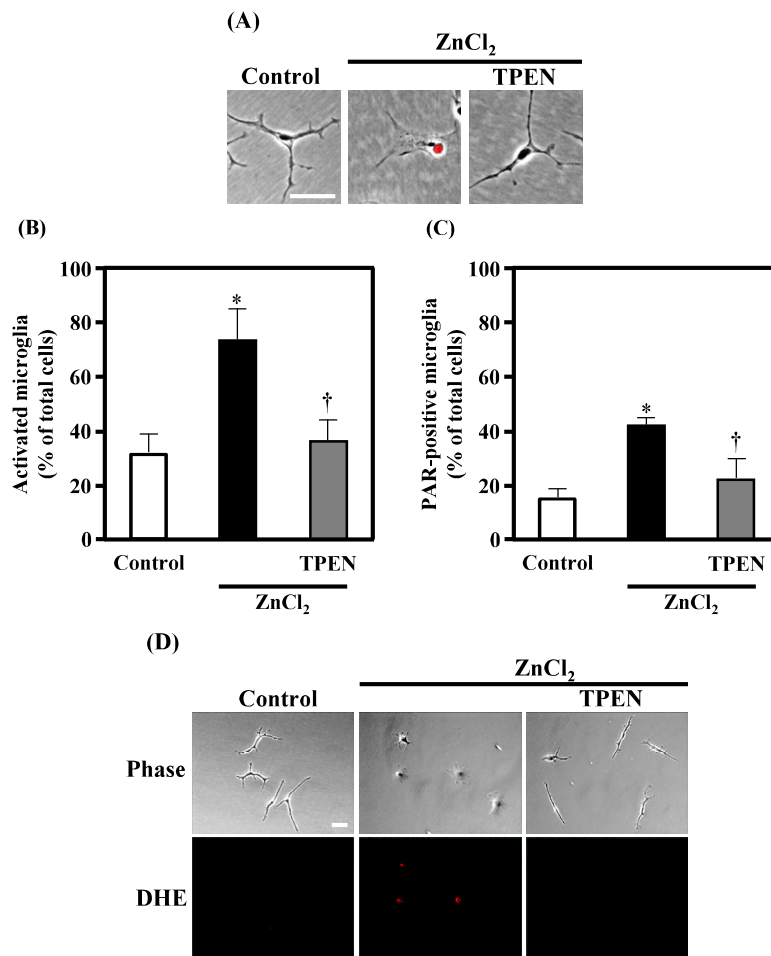 (A)
ZnCl₂
Control
TPEN
(B)
(C)
100
80
60
40
20
0
Activated microglia
(% of total cells)
*
†
Control
TPEN
ZnCl₂
100
80
60
40
20
0
PAR-positive microglia
(% of total cells)
*
†
Control
TPEN
ZnCl₂
(D)
ZnCl₂
Control
TPEN
Phase
DHE